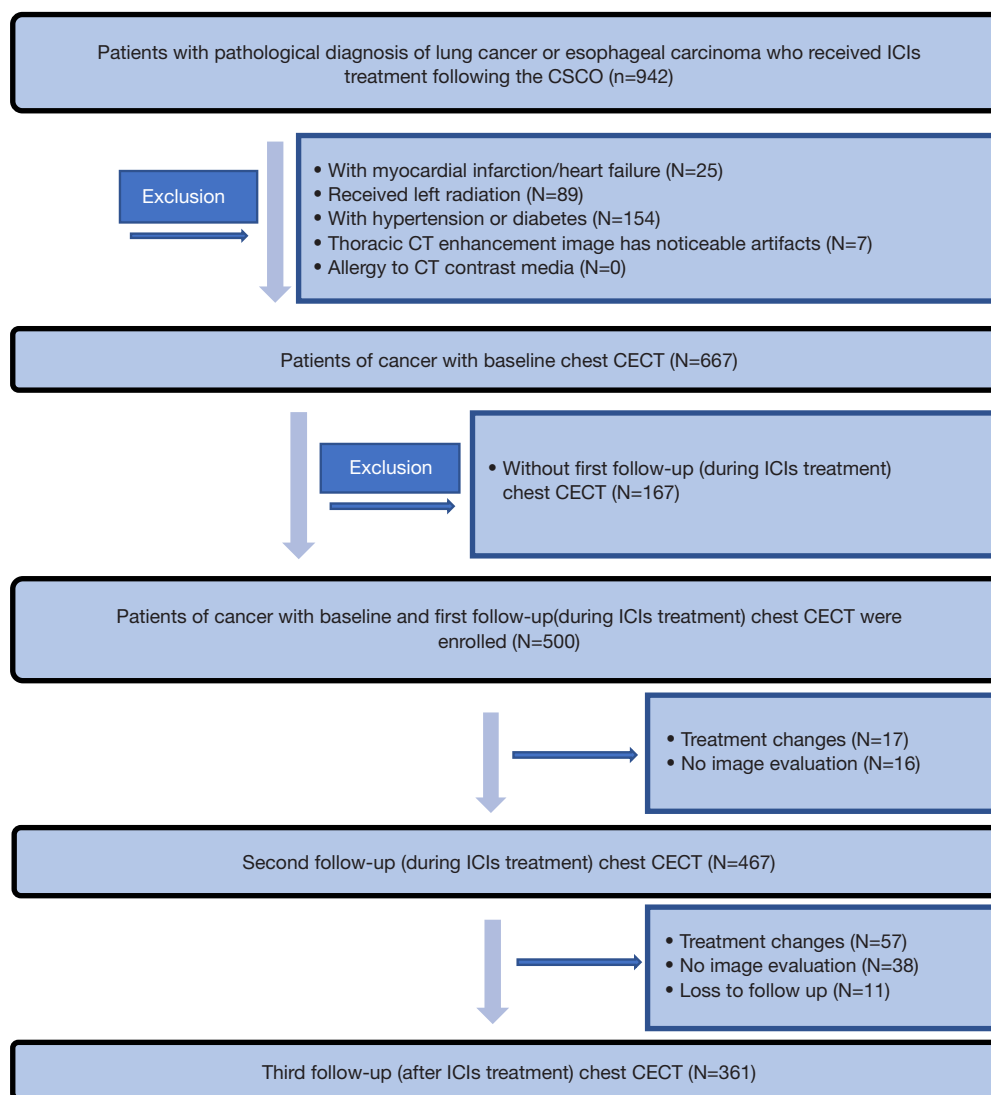 Patients with pathological diagnosis of lung cancer or esophageal carcinoma who received ICIs
treatment following the CSCO (n=942)
Exclusion
• With myocardial infarction/heart failure (N=25)
• Received left radiation (N=89)
• With hypertension or diabetes (N=154)
• Thoracic CT enhancement image has noticeable artifacts (N=7)
• Allergy to CT contrast media (N=0)
Patients of cancer with baseline chest CECT (N=667)
Exclusion
• Without first follow-up (during ICIs treatment)
chest CECT (N=167)
Patients of cancer with baseline and first follow-up(during ICIs treatment) chest CECT were
enrolled (N=500)
• Treatment changes (N=17)
• No image evaluation (N=16)
Second follow-up (during ICIs treatment) chest CECT (N=467)
• Treatment changes (N=57)
• No image evaluation (N=38)
• Loss to follow up (N=11)
Third follow-up (after ICIs treatment) chest CECT (N=361)